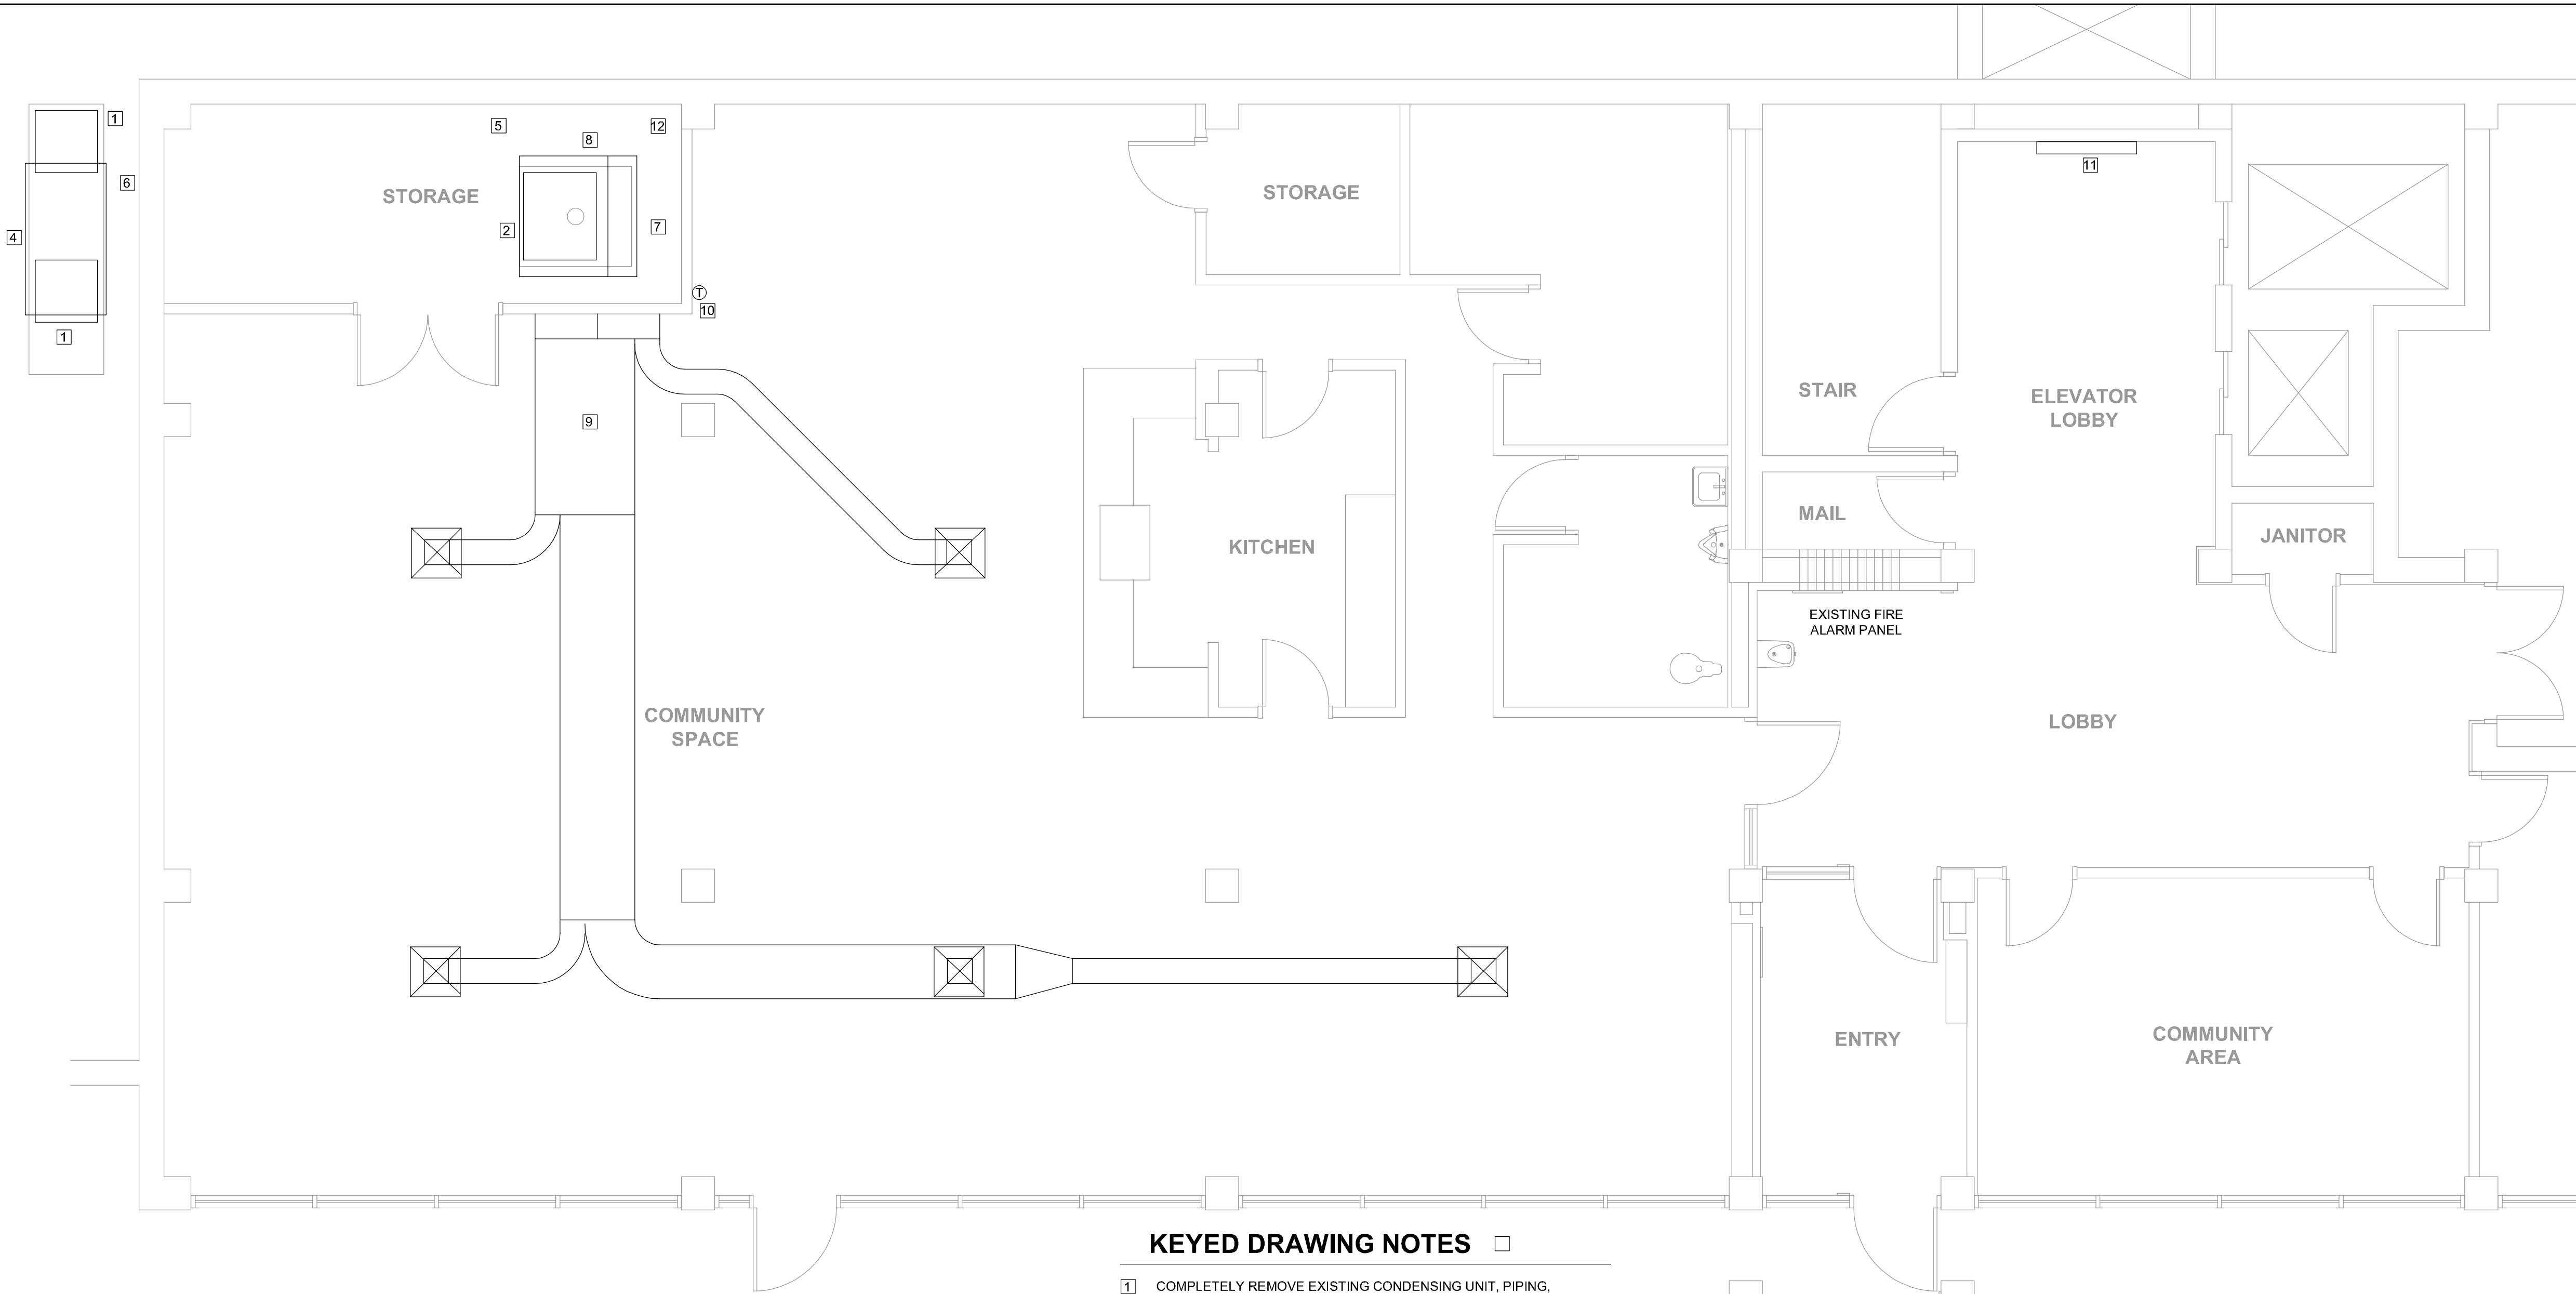 1
5
12
8
6
STORAGE
STORAGE
11
4
2
7
T
10
1
STAIR
ELEVATOR
LOBBY
9
MAIL
JANITOR
KITCHEN
EXISTING FIRE
ALARM PANEL
COMMUNITY
SPACE
LOBBY
ENTRY
COMMUNITY
AREA
KEYED DRAWING NOTES
1 COMPLETELY REMOVE EXISTING CONDENSING UNIT, PIPING,